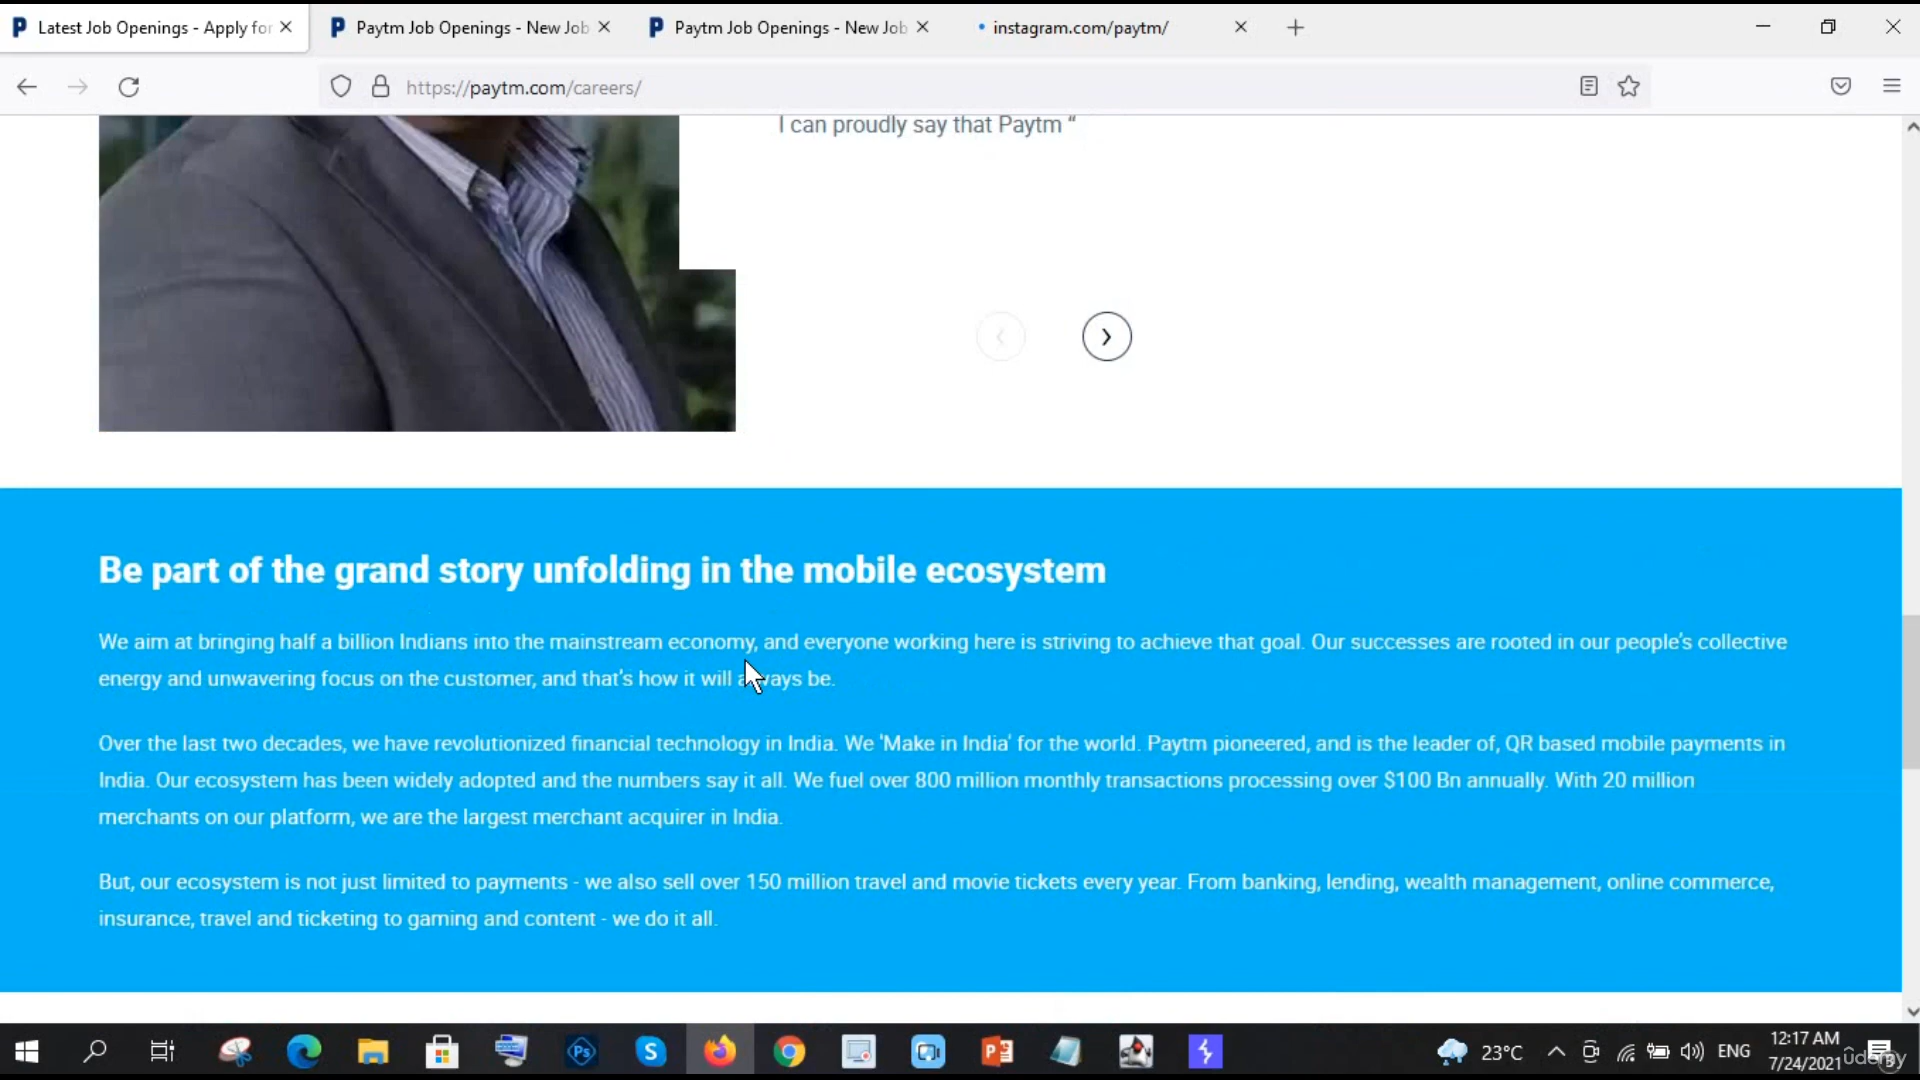 Latest Job Openings - Apply for
Paytm Job Openings - New Job
Paytm Job Openings - New Job
instagram.com/paytm/
https://paytm.com/careers/
I can proudly say that Paytm “
Be part of the grand story unfolding in the mobile ecosystem
We aim at bringing half a billion Indians into the mainstream economy, and everyone working here is striving to achieve that goal. Our successes are rooted in our people’s collective
energy and unwavering focus on the customer, and that’s how it will always be.
Over the last two decades, we have revolutionized financial technology in India. We 'Make in India' for the world. Paytm pioneered, and is the leader of, QR based mobile payments in
India. Our ecosystem has been widely adopted and the numbers say it all. We fuel over 800 million monthly transactions processing over $100 Bn annually. With 20 million
merchants on our platform, we are the largest merchant acquirer in India.
But, our ecosystem is not just limited to payments - we also sell over 150 million travel and movie tickets every year. From banking, lending, wealth management, online commerce,
insurance, travel and ticketing to gaming and content - we do it all.
23°C
ENG
12:17 AM
7/24/2021
udemy